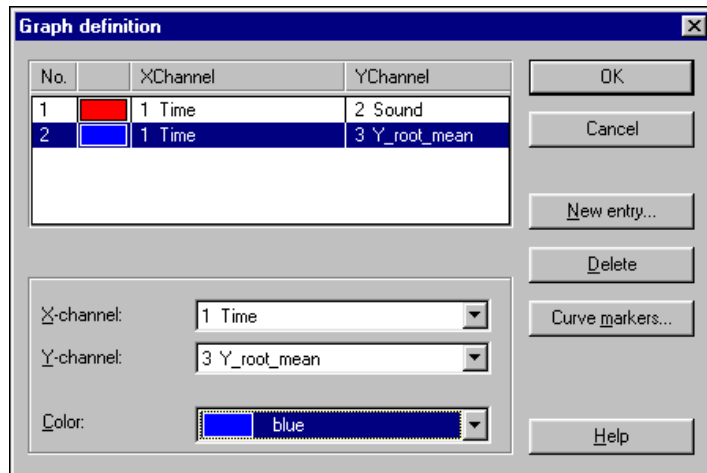 Graph definition
No. XChannel YChannel
1 1 Time 2 Sound
2 1 Time 3 Y_root_mean
OK
Cancel
New entry...
Delete
Curve markers...
X-channel: 1 Time
Y-channel: 3 Y_root_mean
Color: blue
Help